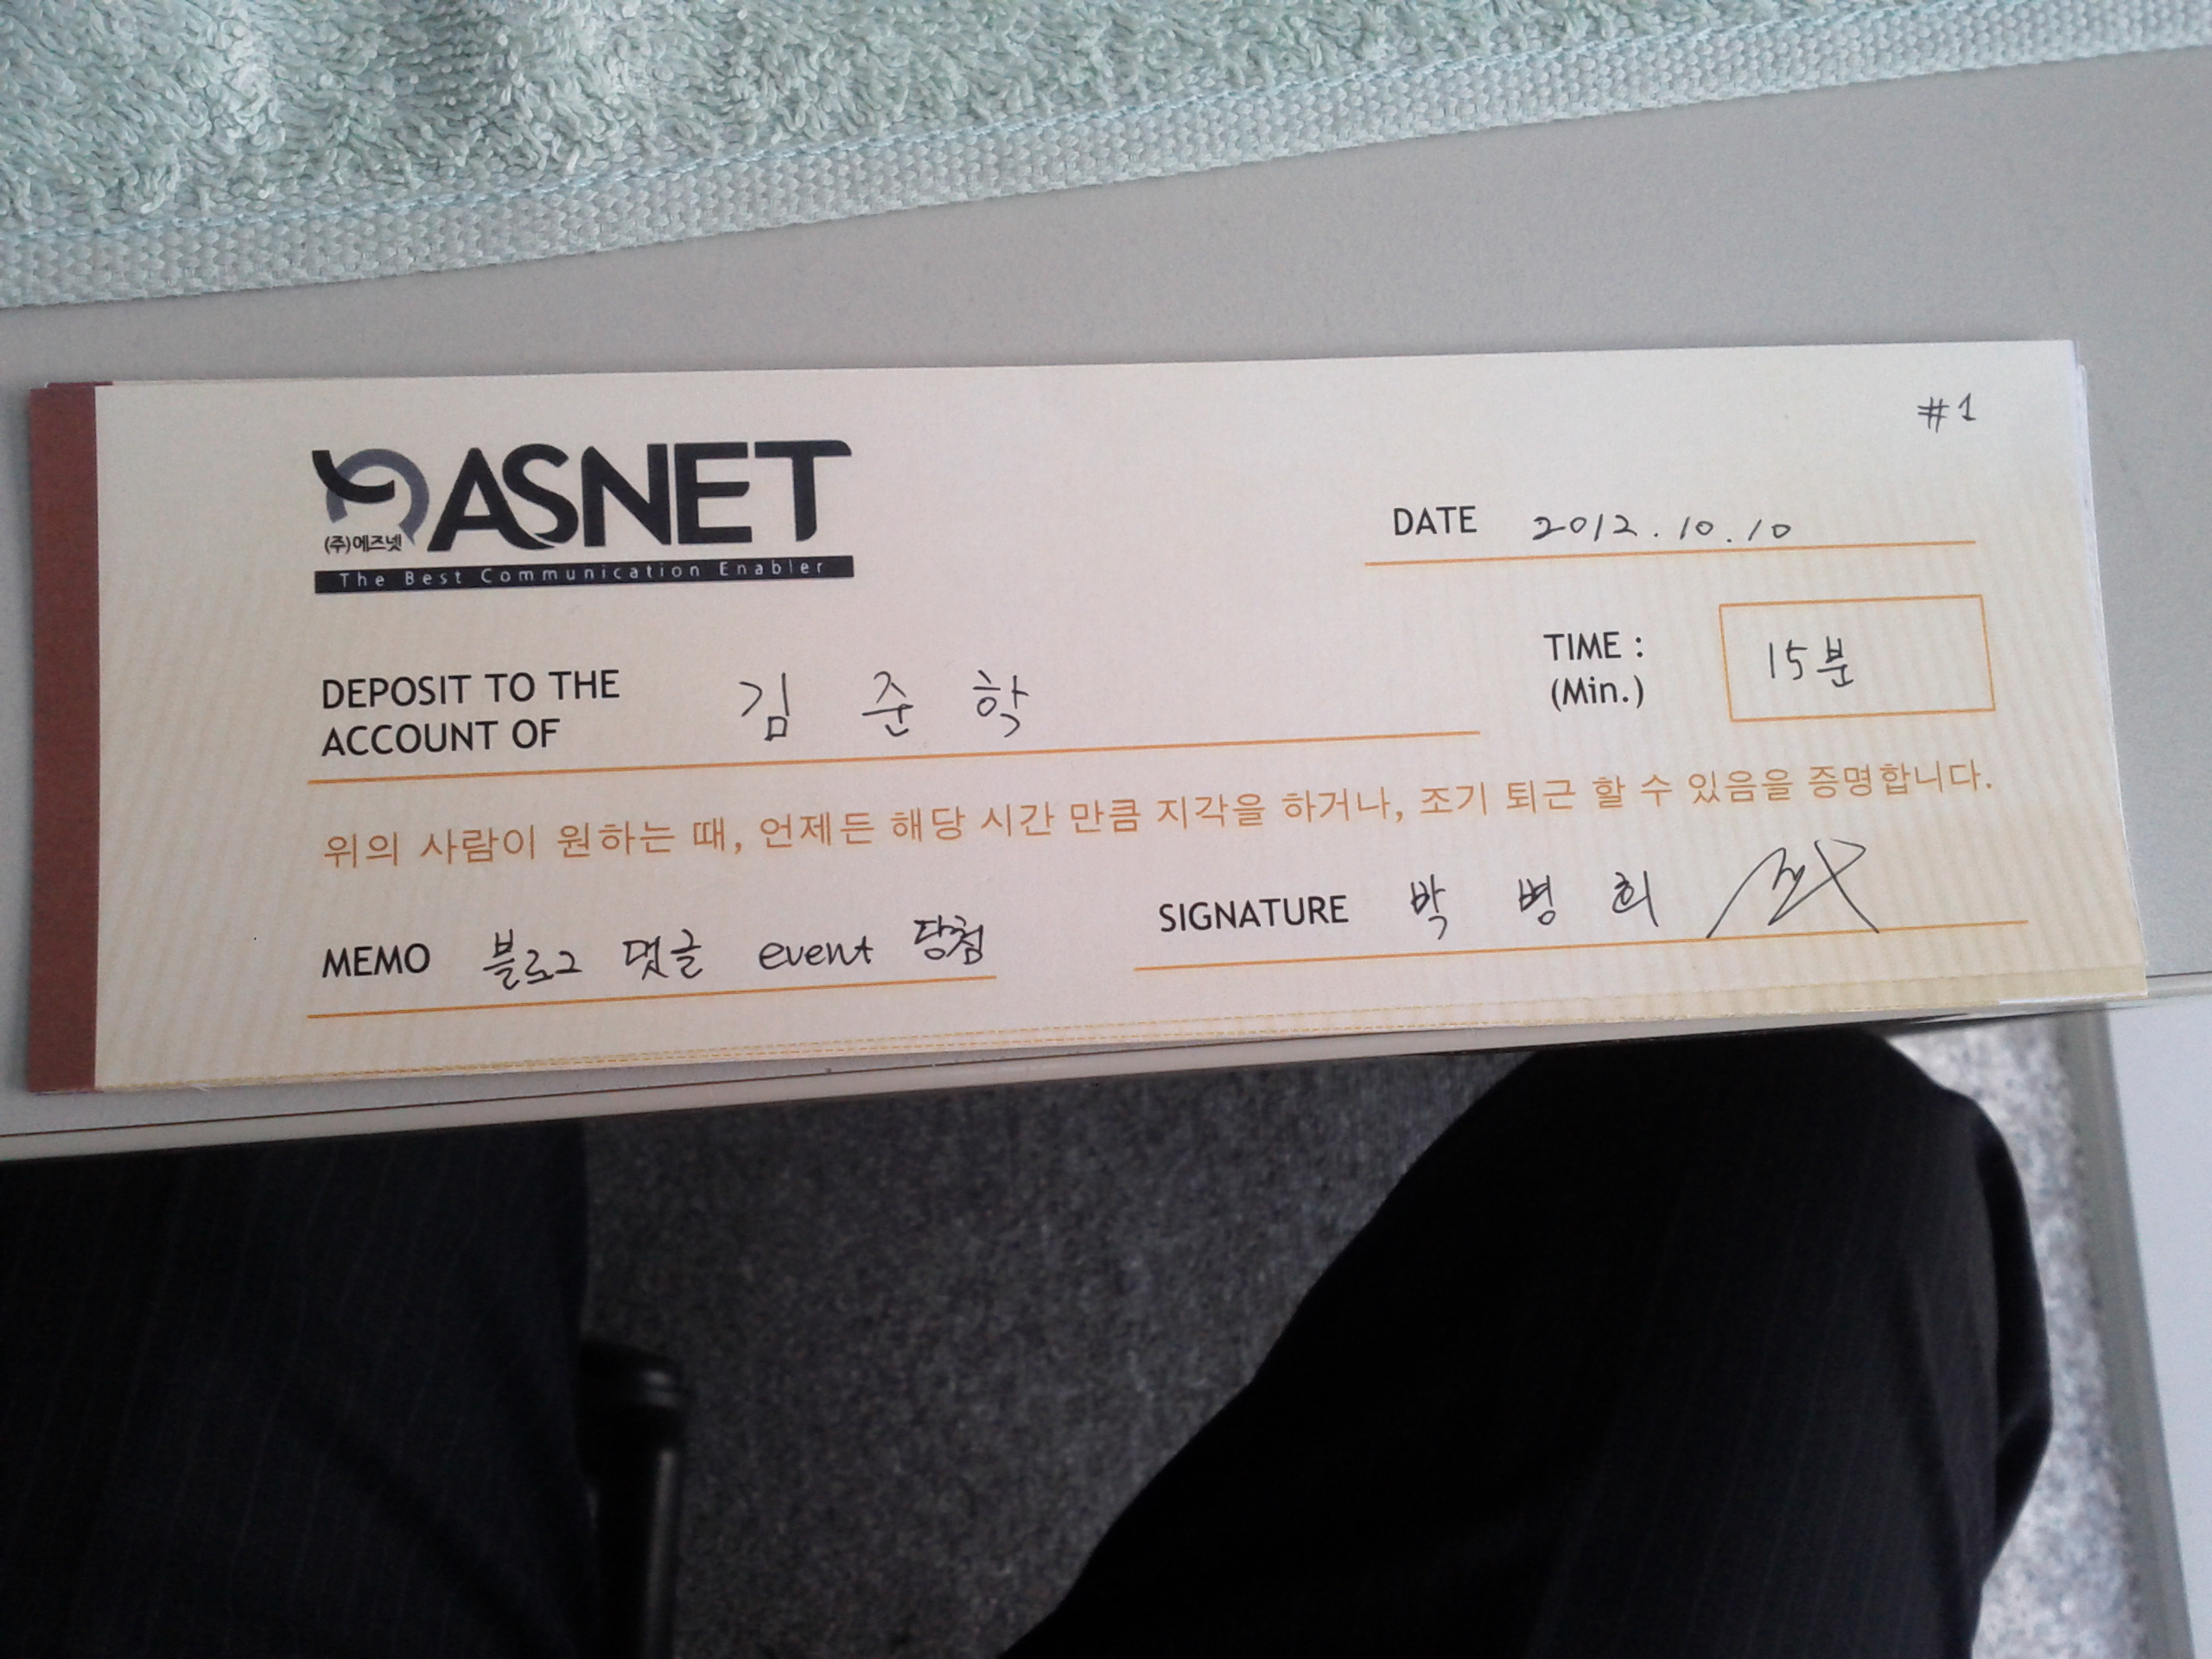 #1
ASNET
(주)에즈넷
The Best Communication Enabler
DATE 2012.10.10
DEPOSIT TO THE
ACCOUNT OF 김 준 학
TIME :
(Min.) 15분
위의 사람이 원하는 때, 언제든 해당 시간 만큼 지각을 하거나, 조기 퇴근 할 수 있음을 증명합니다.
MEMO 블로그 댓글 event 당첨
SIGNATURE 박 병 희